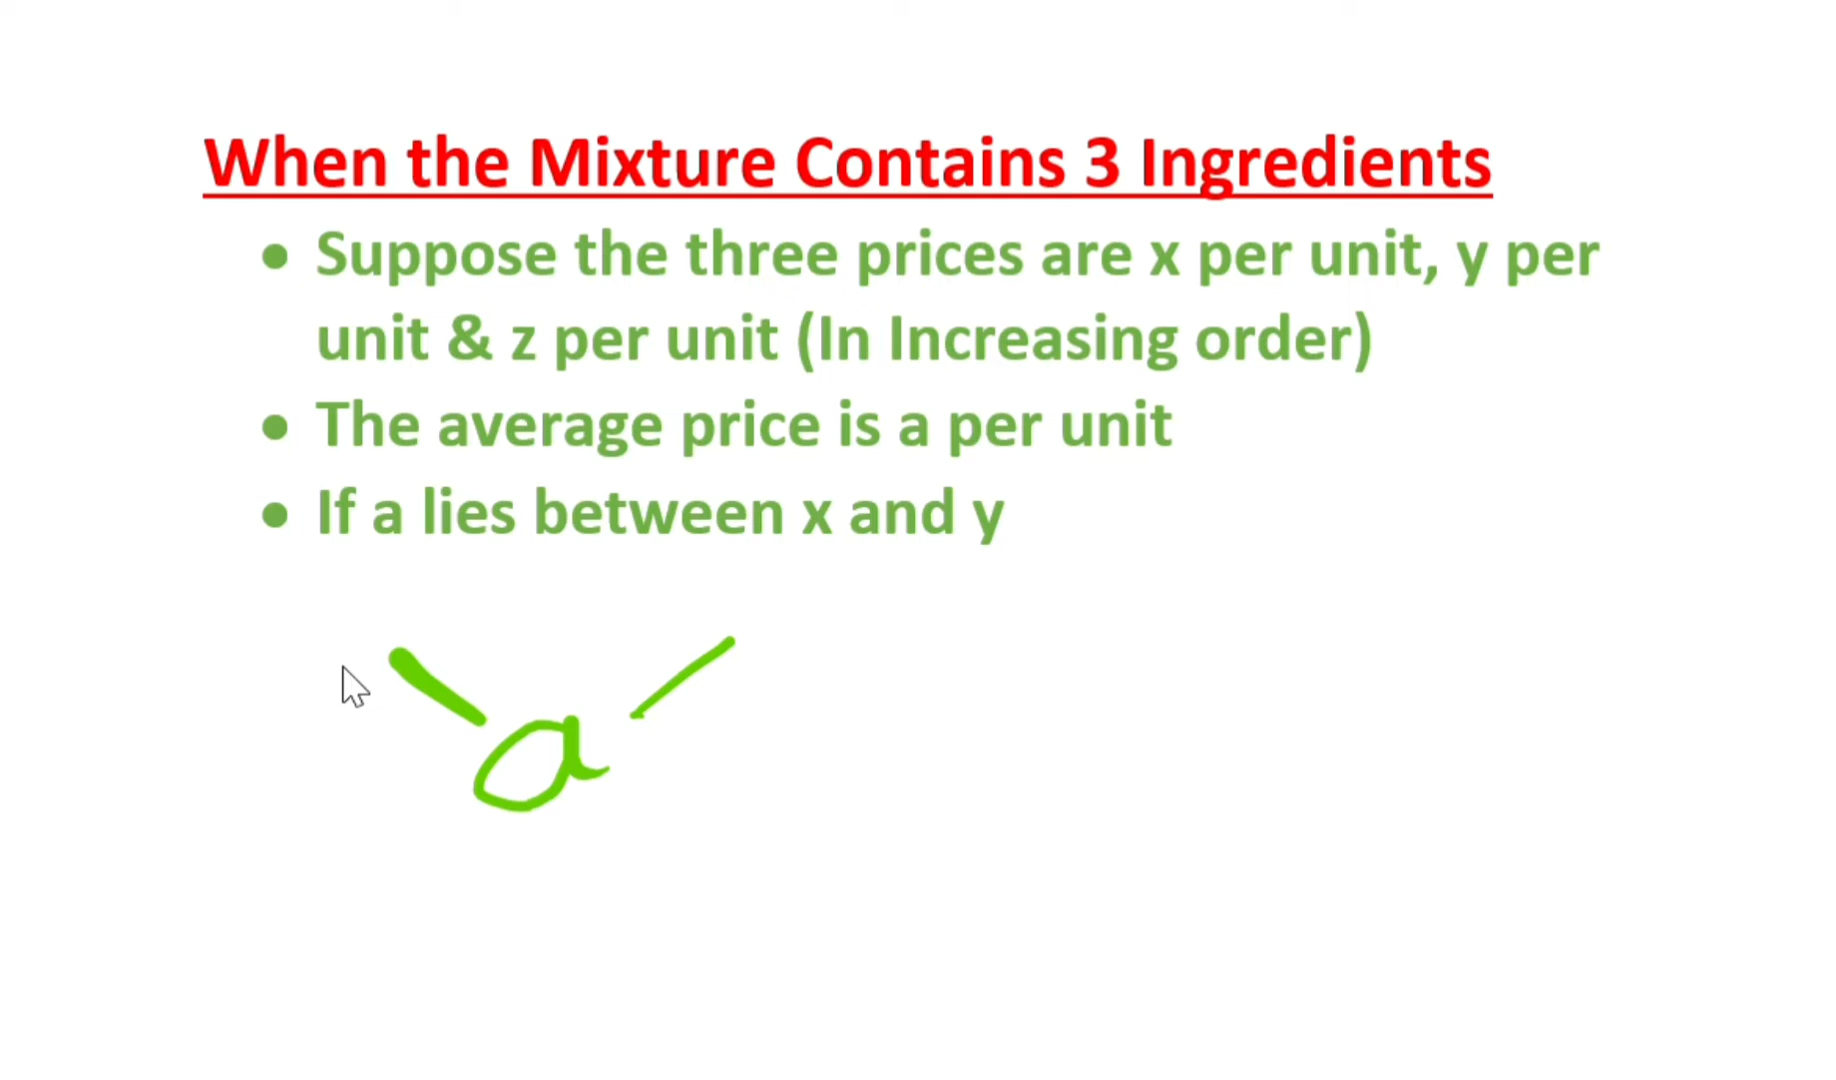 When the Mixture Contains 3 Ingredients
• Suppose the three prices are x per unit, y per
unit & z per unit (In Increasing order)
• The average price is a per unit
• If a lies between x and y
a